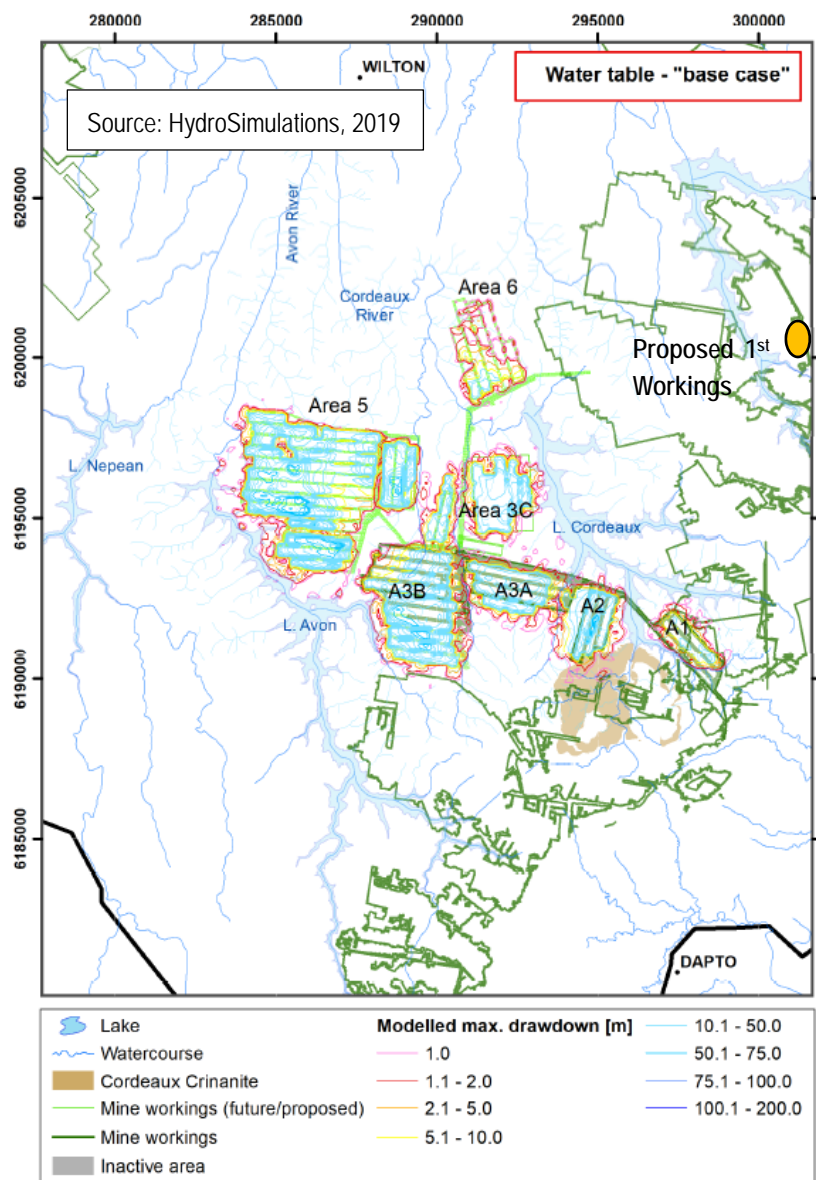 280000 285000 290000 295000 300000
WILTON
Water table - "base case"
Source: HydroSimulations, 2019
6205000
Avon River
Cordeaux
River
Area 6
6200000
Proposed 1st
Workings
Area 5
L. Nepean
6195000
Area 3C
L. Cordeaux
A3B
A3A
A2
A1
L. Avon
6190000
6185000
DAPTO
Lake
Watercourse
Cordeaux Crinanite
Mine workings (future/proposed)
Mine workings
Inactive area
Modelled max. drawdown [m]
1.0
1.1 - 2.0
2.1 - 5.0
5.1 - 10.0
10.1 - 50.0
50.1 - 75.0
75.1 - 100.0
100.1 - 200.0